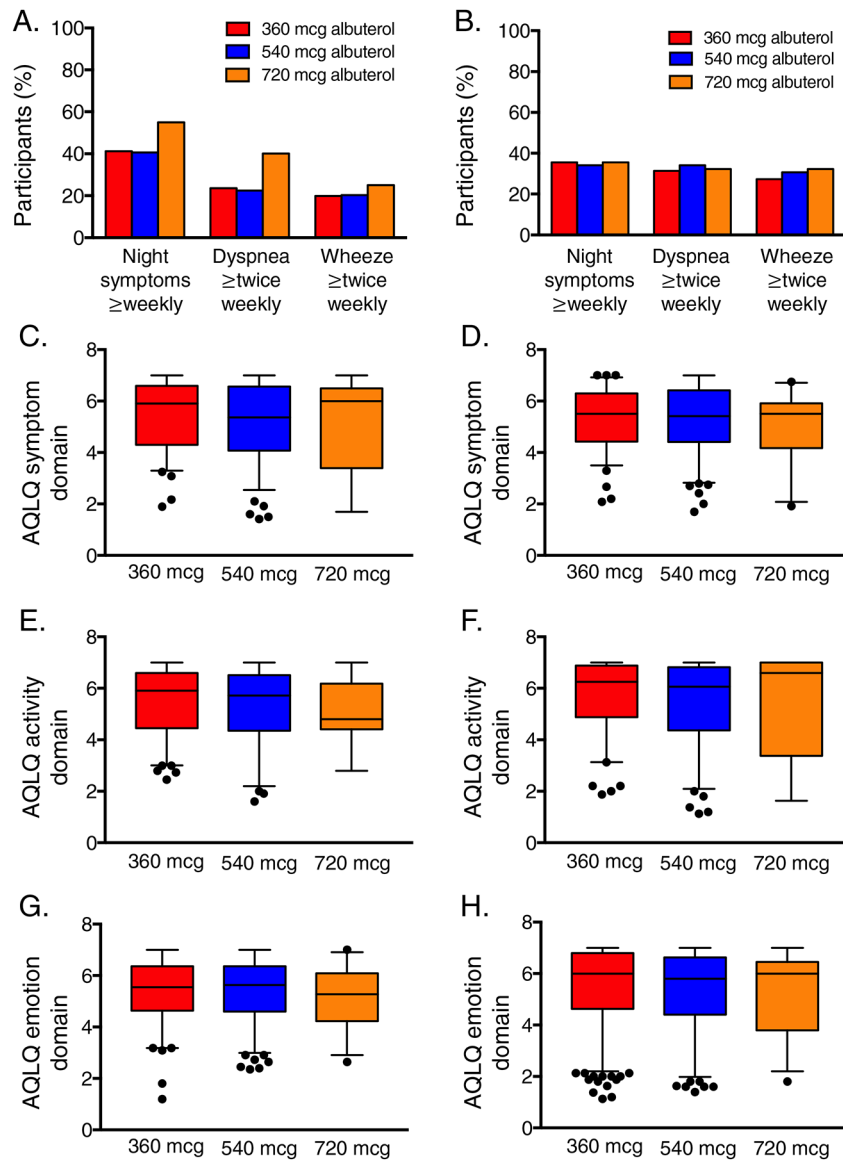 A.
360 mcg albuterol
540 mcg albuterol
720 mcg albuterol
Participants (%)
100
80
60
40
20
0
Night
symptoms
≥weekly
Dyspnea
≥twice
weekly
Wheeze
≥twice
weekly
B.
360 mcg albuterol
540 mcg albuterol
720 mcg albuterol
Participants (%)
100
80
60
40
20
0
Night
symptoms
≥weekly
Dyspnea
≥twice
weekly
Wheeze
≥twice
weekly
C.
AQLQ symptom
domain
8
6
4
2
0
360 mcg 540 mcg 720 mcg
D.
AQLQ symptom
domain
8
6
4
2
0
360 mcg 540 mcg 720 mcg
E.
AQLQ activity
domain
8
6
4
2
0
360 mcg 540 mcg 720 mcg
F.
AQLQ activity
domain
8
6
4
2
0
360 mcg 540 mcg 720 mcg
G.
AQLQ emotion
domain
8
6
4
2
0
360 mcg 540 mcg 720 mcg
H.
AQLQ emotion
domain
8
6
4
2
0
360 mcg 540 mcg 720 mcg